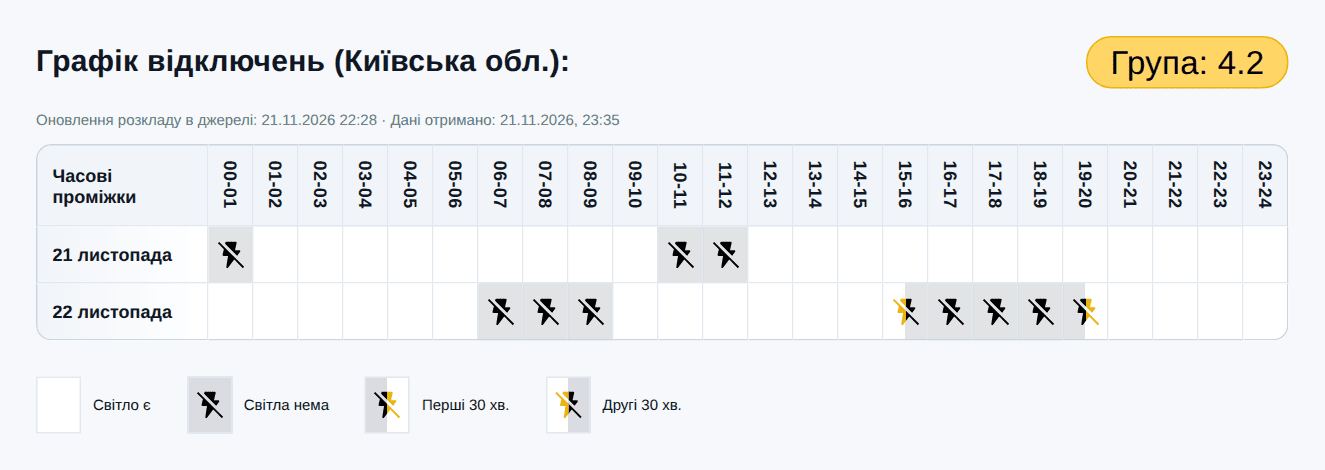 Графік відключень (Київська обл.):
Група: 4.2
Оновлення розкладу в джерелі: 21.11.2026 22:28 · Дані отримано: 21.11.2026, 23:35
Часові
проміжки
00-01
01-02
02-03
03-04
04-05
05-06
06-07
07-08
08-09
09-10
10-11
11-12
12-13
13-14
14-15
15-16
16-17
17-18
18-19
19-20
20-21
21-22
22-23
23-24
21 листопада
22 листопада
Світло є
Світла нема
Перші 30 хв.
Другі 30 хв.